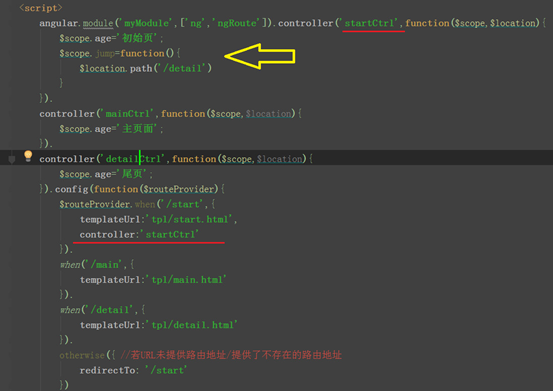 <script>
angular.module('myModule',['ng','ngRoute']).controller('startCtrl',function($scope,$location){
$scope.age='初始页';
$scope.jump=function(){
$location.path('/detail')
}
}).
controller('mainCtrl',function($scope,$location){
$scope.age='主页面';
}).
controller('detailCtrl',function($scope,$location){
$scope.age='尾页';
}).config(function($routeProvider){
$routeProvider.when('/start',{
templateUrl:'tpl/start.html',
controller:'startCtrl'
}).
when('/main',{
templateUrl:'tpl/main.html'
}).
when('/detail',{
templateUrl:'tpl/detail.html'
}).
otherwise({ //若URL未提供路由地址/提供了不存在的路由地址
redirectTo: '/start'
})